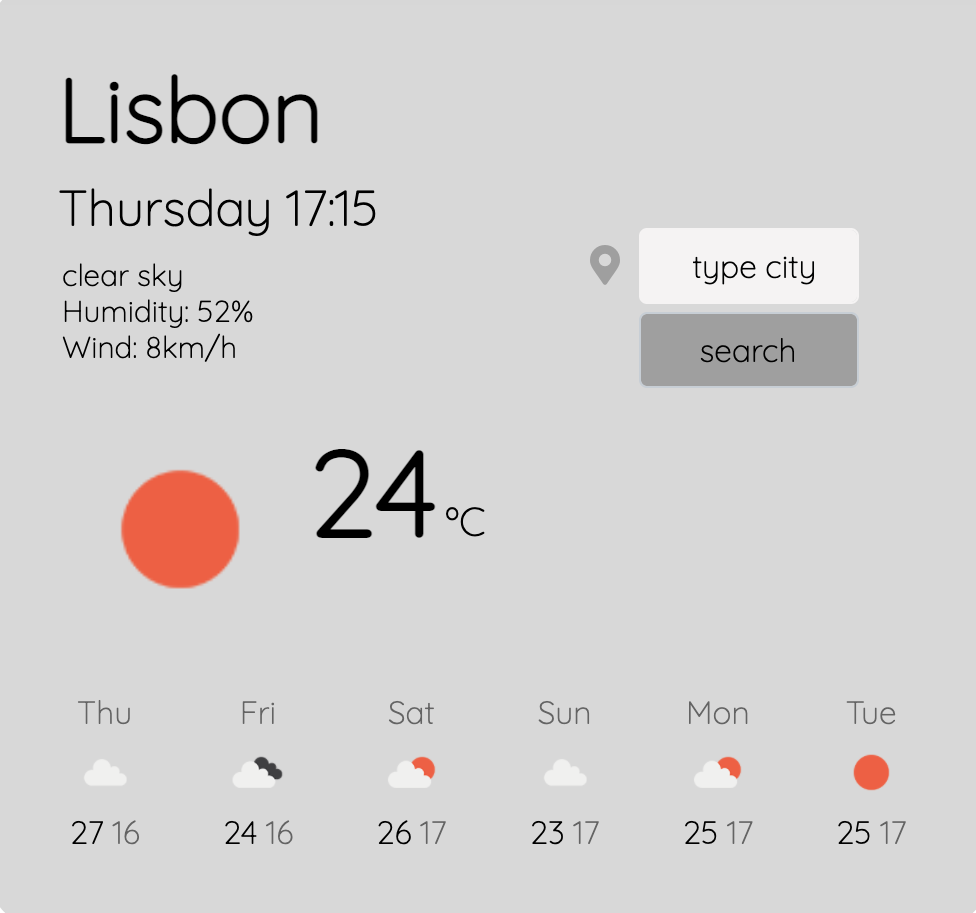 Lisbon
Thursday 17:15
clear sky
Humidity: 52%
Wind: 8km/h
type city
search
24 °C
Thu Fri Sat Sun Mon Tue
27 16 24 16 26 17 23 17 25 17 25 17